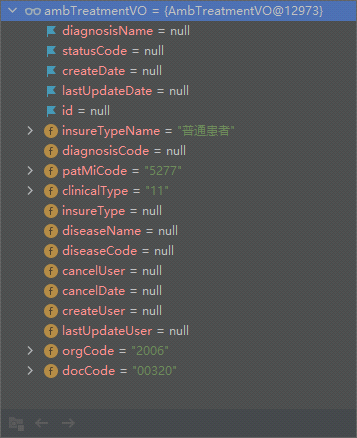 ambTreatmentVO = {AmbTreatmentVO@12973}
diagnosisName = null
statusCode = null
createDate = null
lastUpdateDate = null
id = null
insureTypeName = "普通患者"
diagnosisCode = null
patMiCode = "5277"
clinicalType = "11"
insureType = null
diseaseName = null
diseaseCode = null
cancelUser = null
cancelDate = null
createUser = null
lastUpdateUser = null
orgCode = "2006"
docCode = "00320"